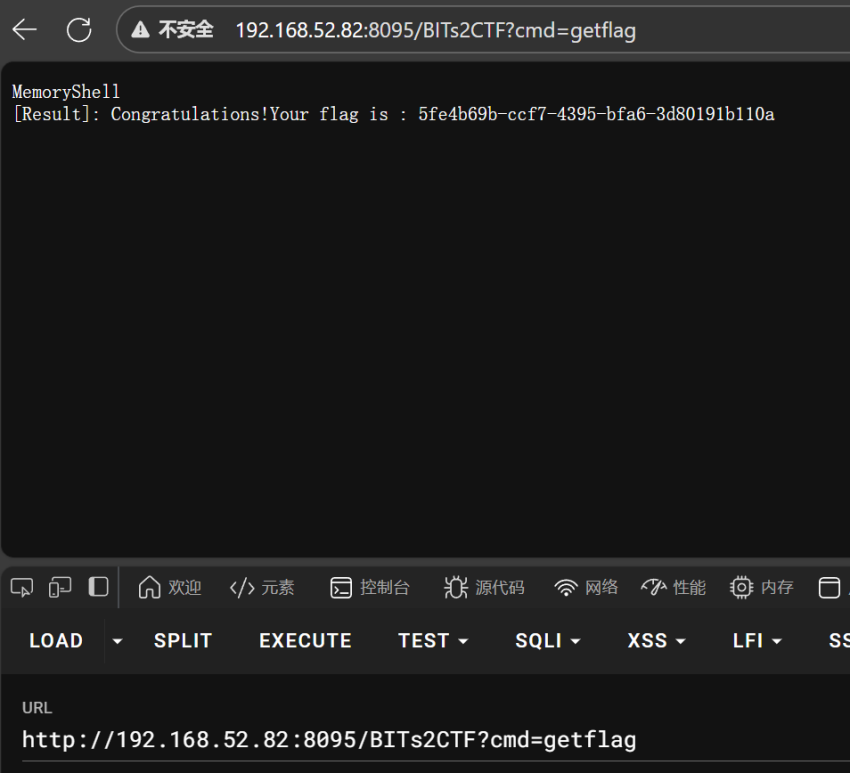 不安全 192.168.52.82:8095/BITs2CTF?cmd=getflag
MemoryShell
[Result]: Congratulations!Your flag is : 5fe4b69b-ccf7-4395-bfa6-3d80191b110a
欢迎 元素 控制台 源代码 网络 性能 内存
LOAD SPLIT EXECUTE TEST SQLI XSS LFI SS
URL
http://192.168.52.82:8095/BITs2CTF?cmd=getflag